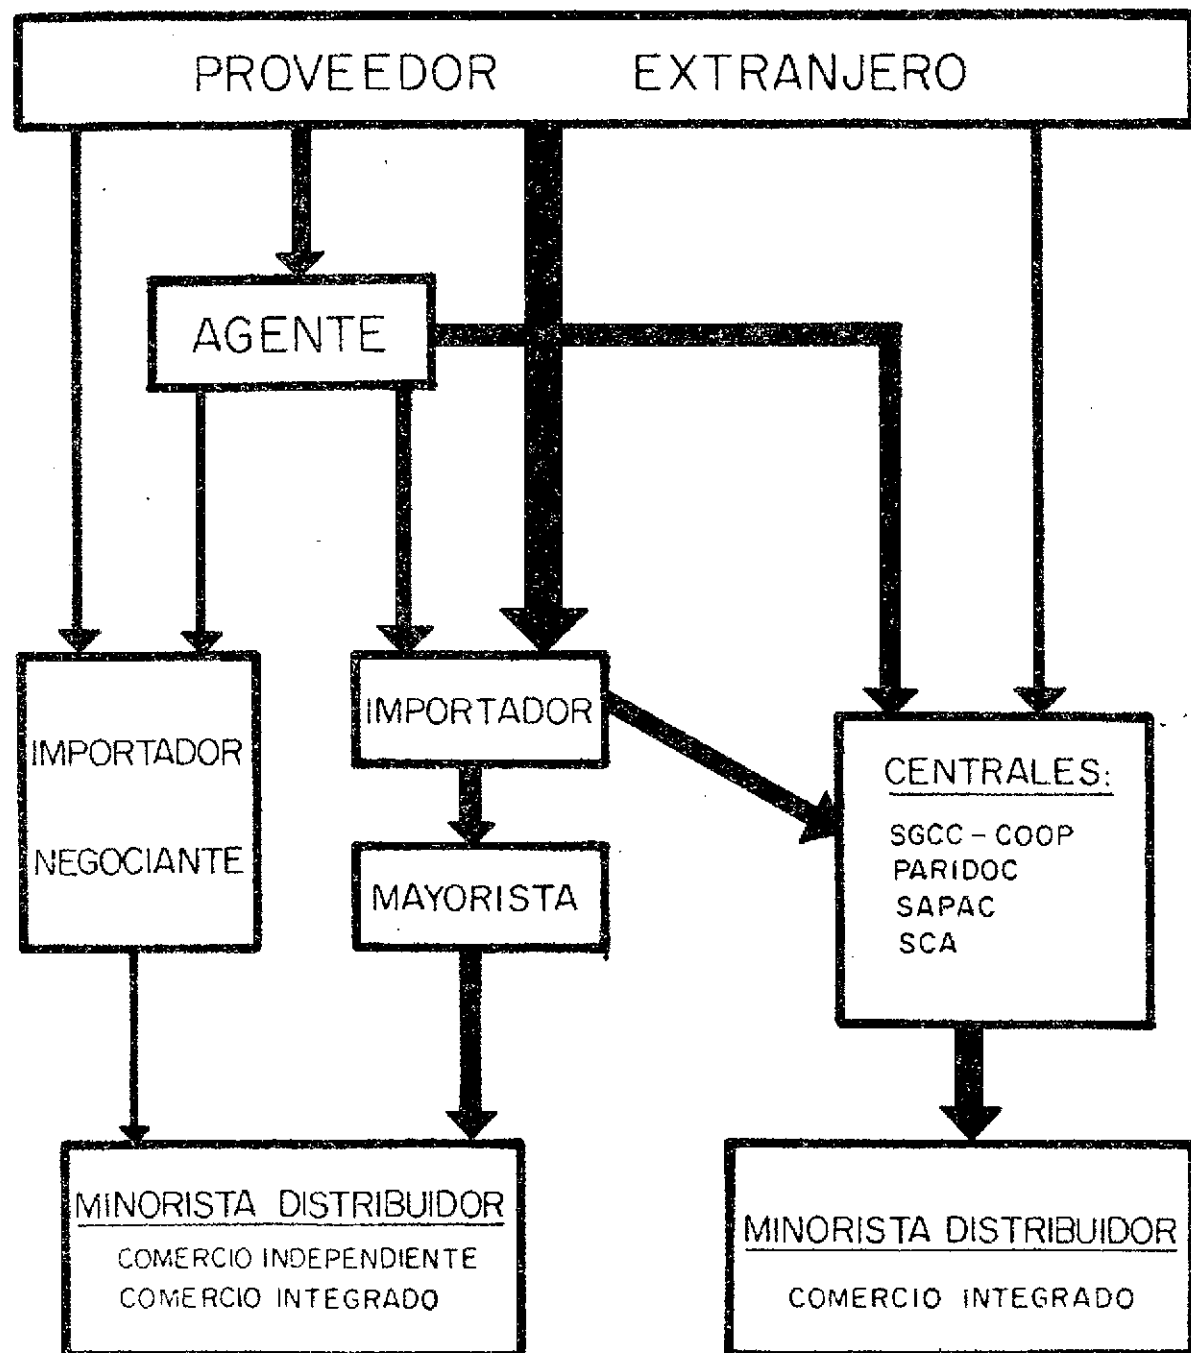 PROVEEDOR EXTRANJERO
AGENTE
IMPORTADOR
NEGOCIANTE
IMPORTADOR
MAYORISTA
CENTRALES:
SGCC - COOP
PARIDOC
SAPAC
SCA
MINORISTA DISTRIBUIDOR
COMERCIO INDEPENDIENTE
COMERCIO INTEGRADO
MINORISTA DISTRIBUIDOR
COMERCIO INTEGRADO